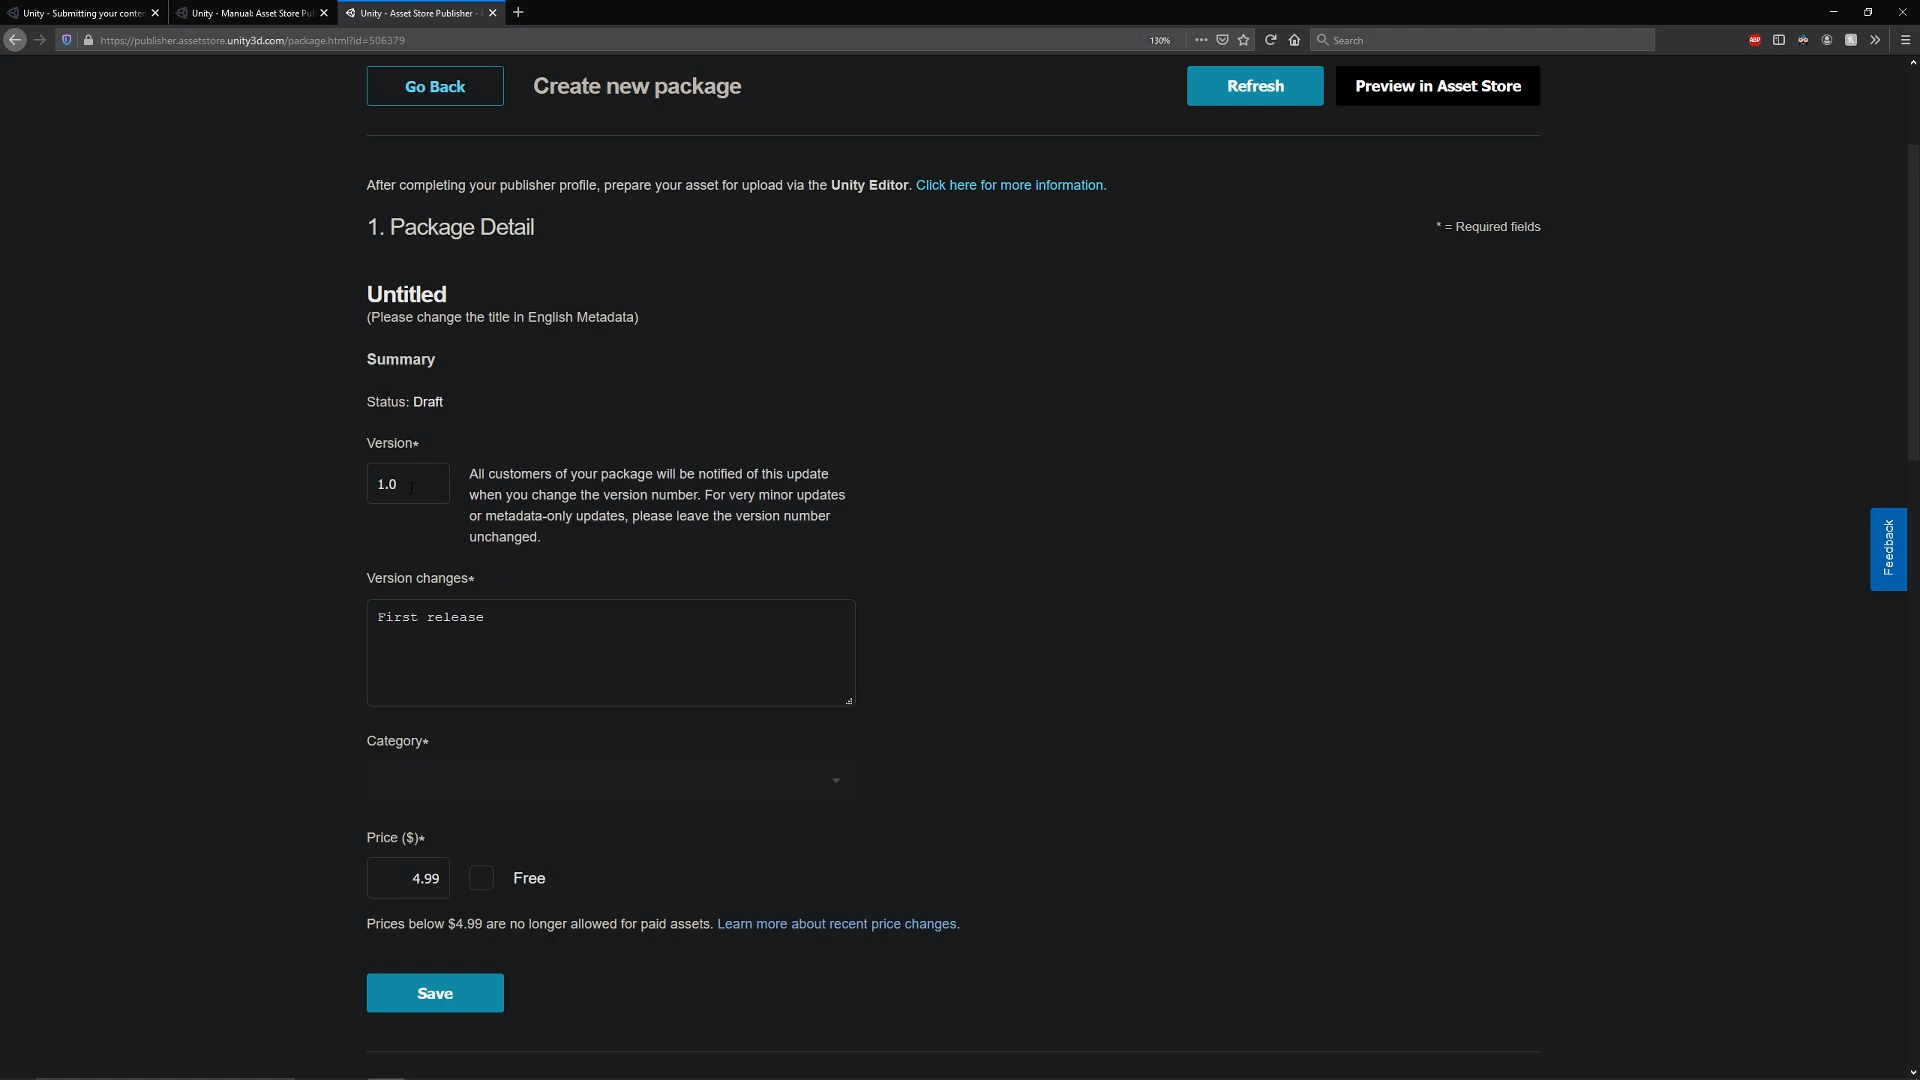 Unity - Submitting your conte
Unity - Manual: Asset Store Pu
Unity - Asset Store Publisher -
https://publisher.assetstore.unity3d.com/package.html?id=506379
130%
Search
ABP
Go Back
Create new package
Refresh
Preview in Asset Store
After completing your publisher profile, prepare your asset for upload via the Unity Editor. Click here for more information.
1. Package Detail
* = Required fields
Untitled
(Please change the title in English Metadata)
Summary
Status: Draft
Version*
1.0
All customers of your package will be notified of this update
when you change the version number. For very minor updates
or metadata-only updates, please leave the version number
unchanged.
Feedback
Version changes*
First release
Category*
Price ($)*
4.99
Free
Prices below $4.99 are no longer allowed for paid assets. Learn more about recent price changes.
Save